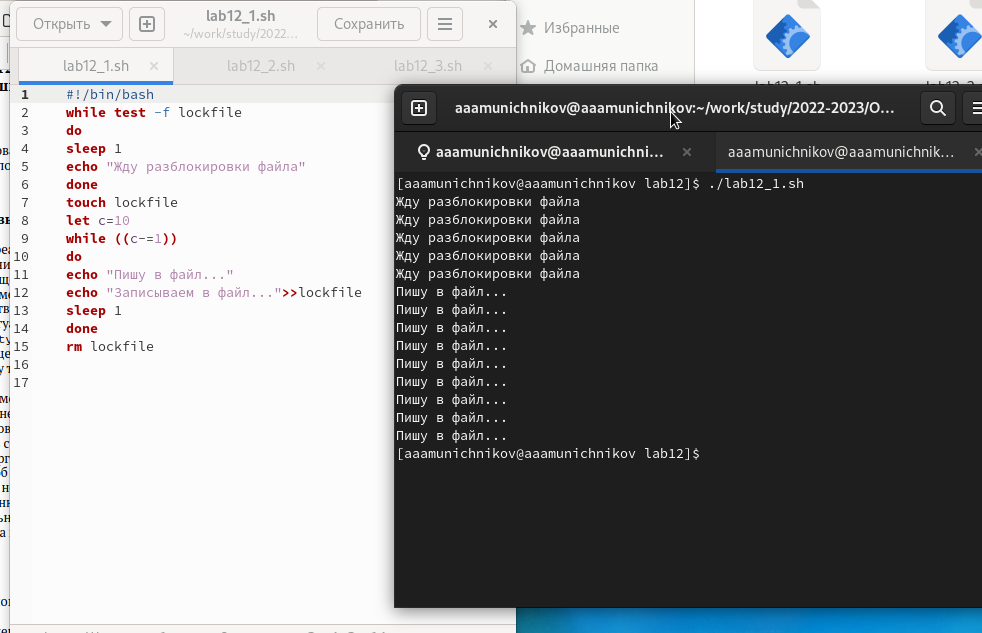 Открыть
lab12_1.sh
~/work/study/2022...
Сохранить
lab12_1.sh
lab12_2.sh
lab12_3.sh
1 #!/bin/bash
2 while test -f lockfile
3 do
4 sleep 1
5 echo "Жду разблокировки файла"
6 done
7 touch lockfile
8 let c=10
9 while ((c-=1))
10 do
11 echo "Пишу в файл..."
12 echo "Записываем в файл...">>lockfile
13 sleep 1
14 done
15 rm lockfile
16
17
Избранные
Домашняя папка
aaamunichnikov@aaamunichnikov:~/work/study/2022-2023/О...
aaamunichnikov@aaamunichni...
aaamunichnikov@aaamunichnik...
[aaamunichnikov@aaamunichnikov lab12]$ ./lab12_1.sh
Жду разблокировки файла
Жду разблокировки файла
Жду разблокировки файла
Жду разблокировки файла
Жду разблокировки файла
Пишу в файл...
Пишу в файл...
Пишу в файл...
Пишу в файл...
Пишу в файл...
Пишу в файл...
Пишу в файл...
Пишу в файл...
Пишу в файл...
[aaamunichnikov@aaamunichnikov lab12]$